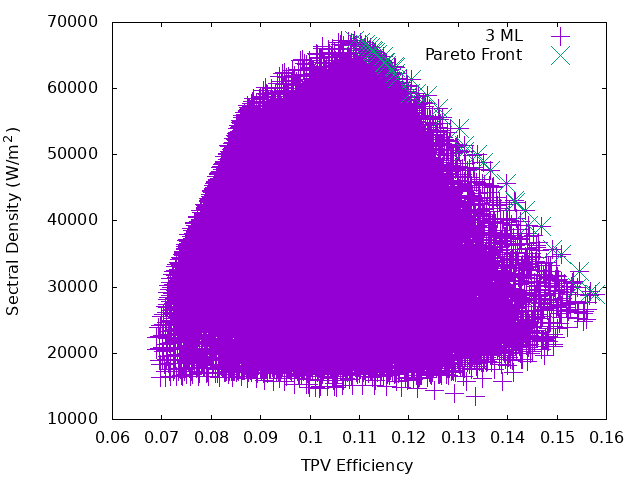 70000
60000
50000
40000
30000
20000
10000
3 ML
Pareto Front
Sectral Density (W/m²)
0.06 0.07 0.08 0.09 0.1 0.11 0.12 0.13 0.14 0.15 0.16
TPV Efficiency